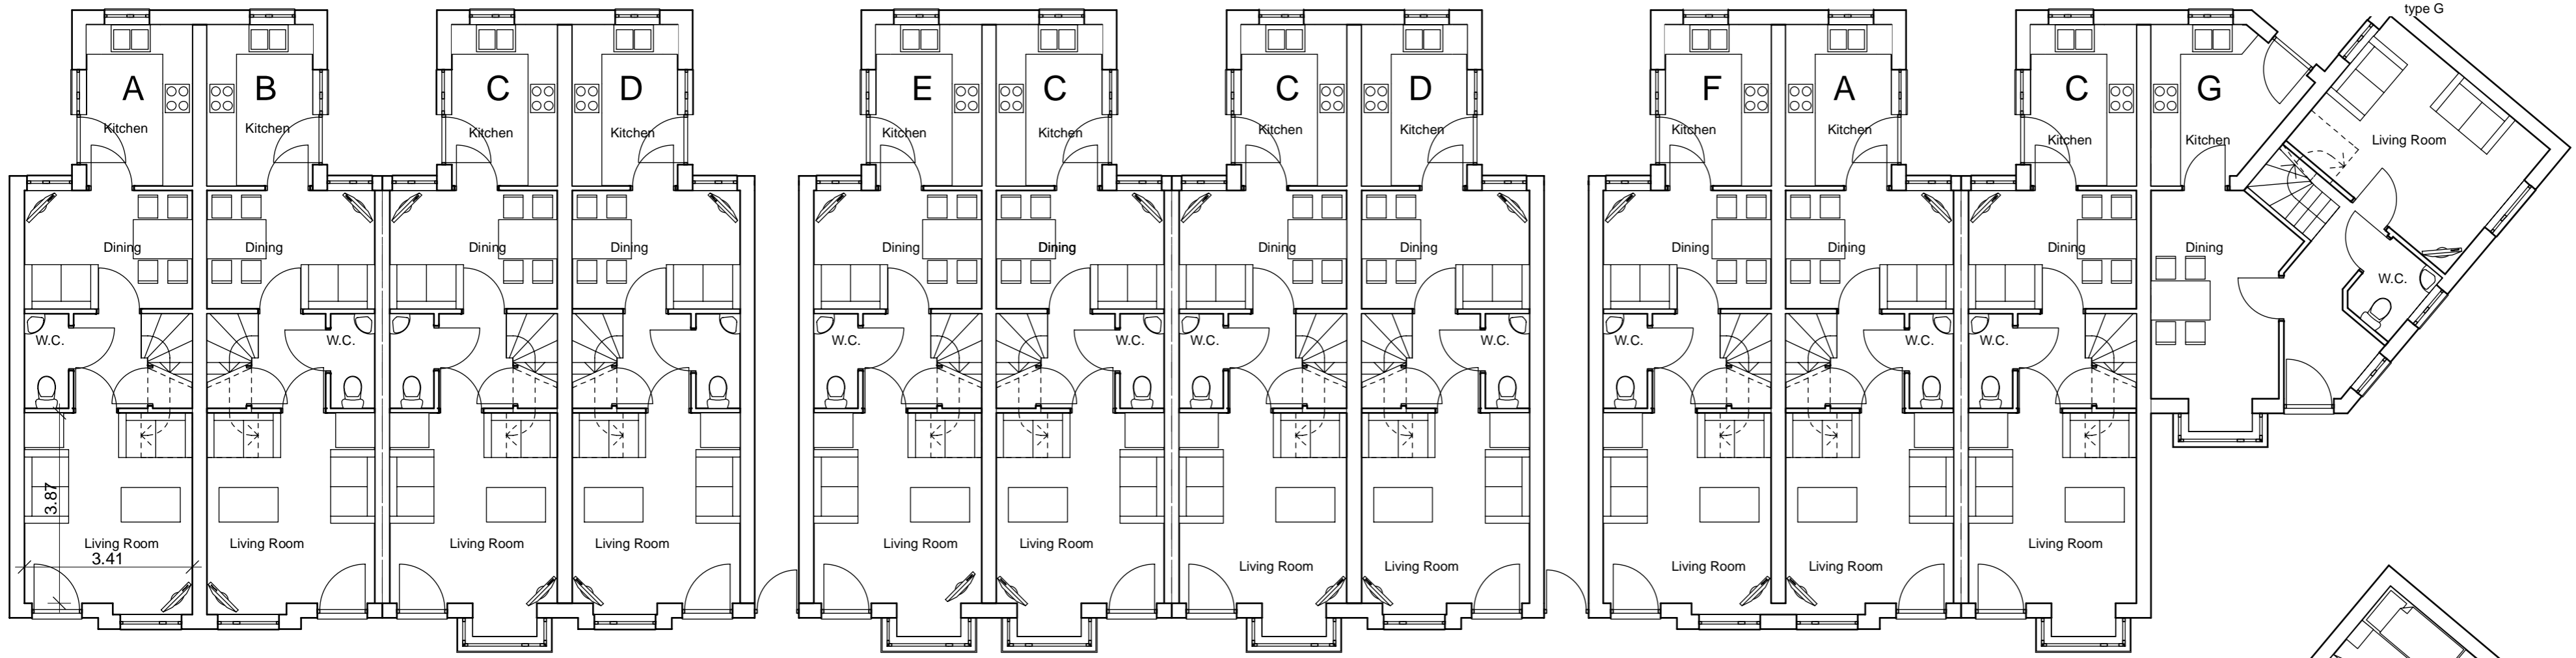 type G
A B C D E C C D F A C G
Kitchen Kitchen Kitchen Kitchen Kitchen Kitchen Kitchen Kitchen Kitchen Kitchen Kitchen Kitchen Living Room
Dining Dining Dining Dining Dining Dining Dining Dining Dining Dining Dining Dining
W.C.
W.C. W.C. W.C. W.C. W.C. W.C. W.C. W.C. W.C.
3.87
Living Room Living Room Living Room Living Room Living Room Living Room Living Room
3.41
Living Room Living Room Living Room Living Room